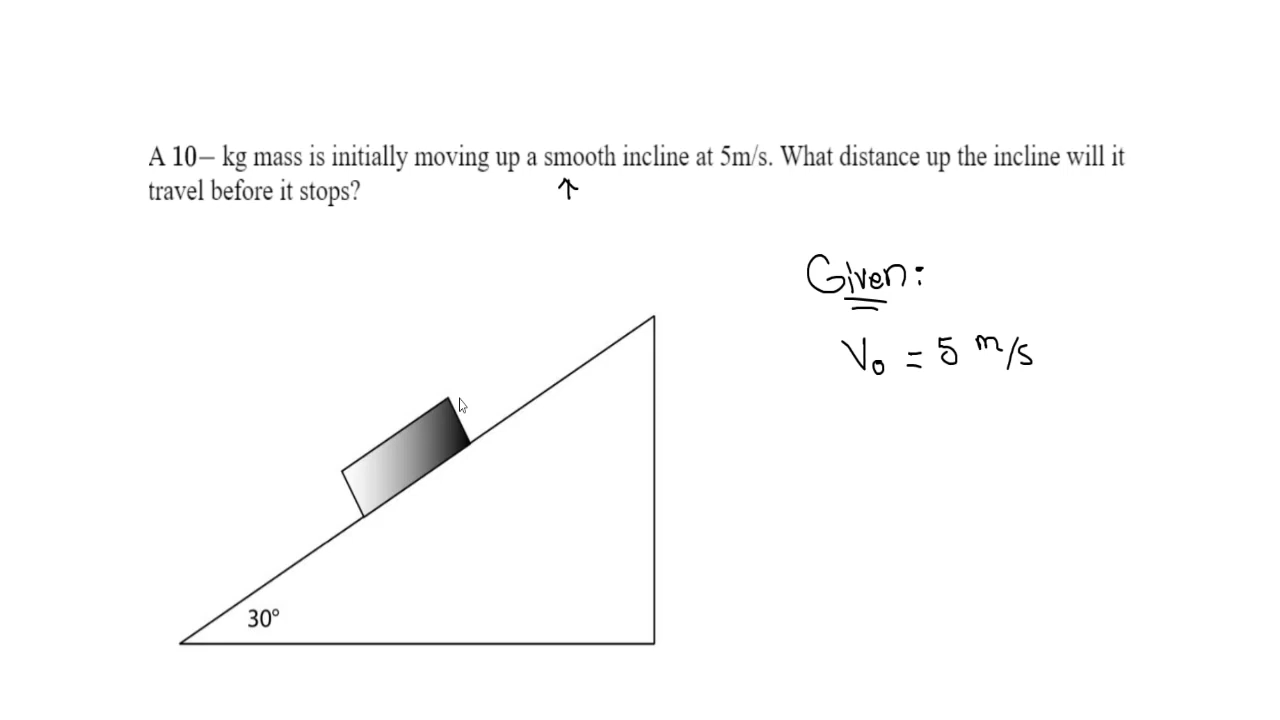 A 10– kg mass is initially moving up a smooth incline at 5m/s. What distance up the incline will it
travel before it stops?
Given:
V₀ = 5 m/s
30°